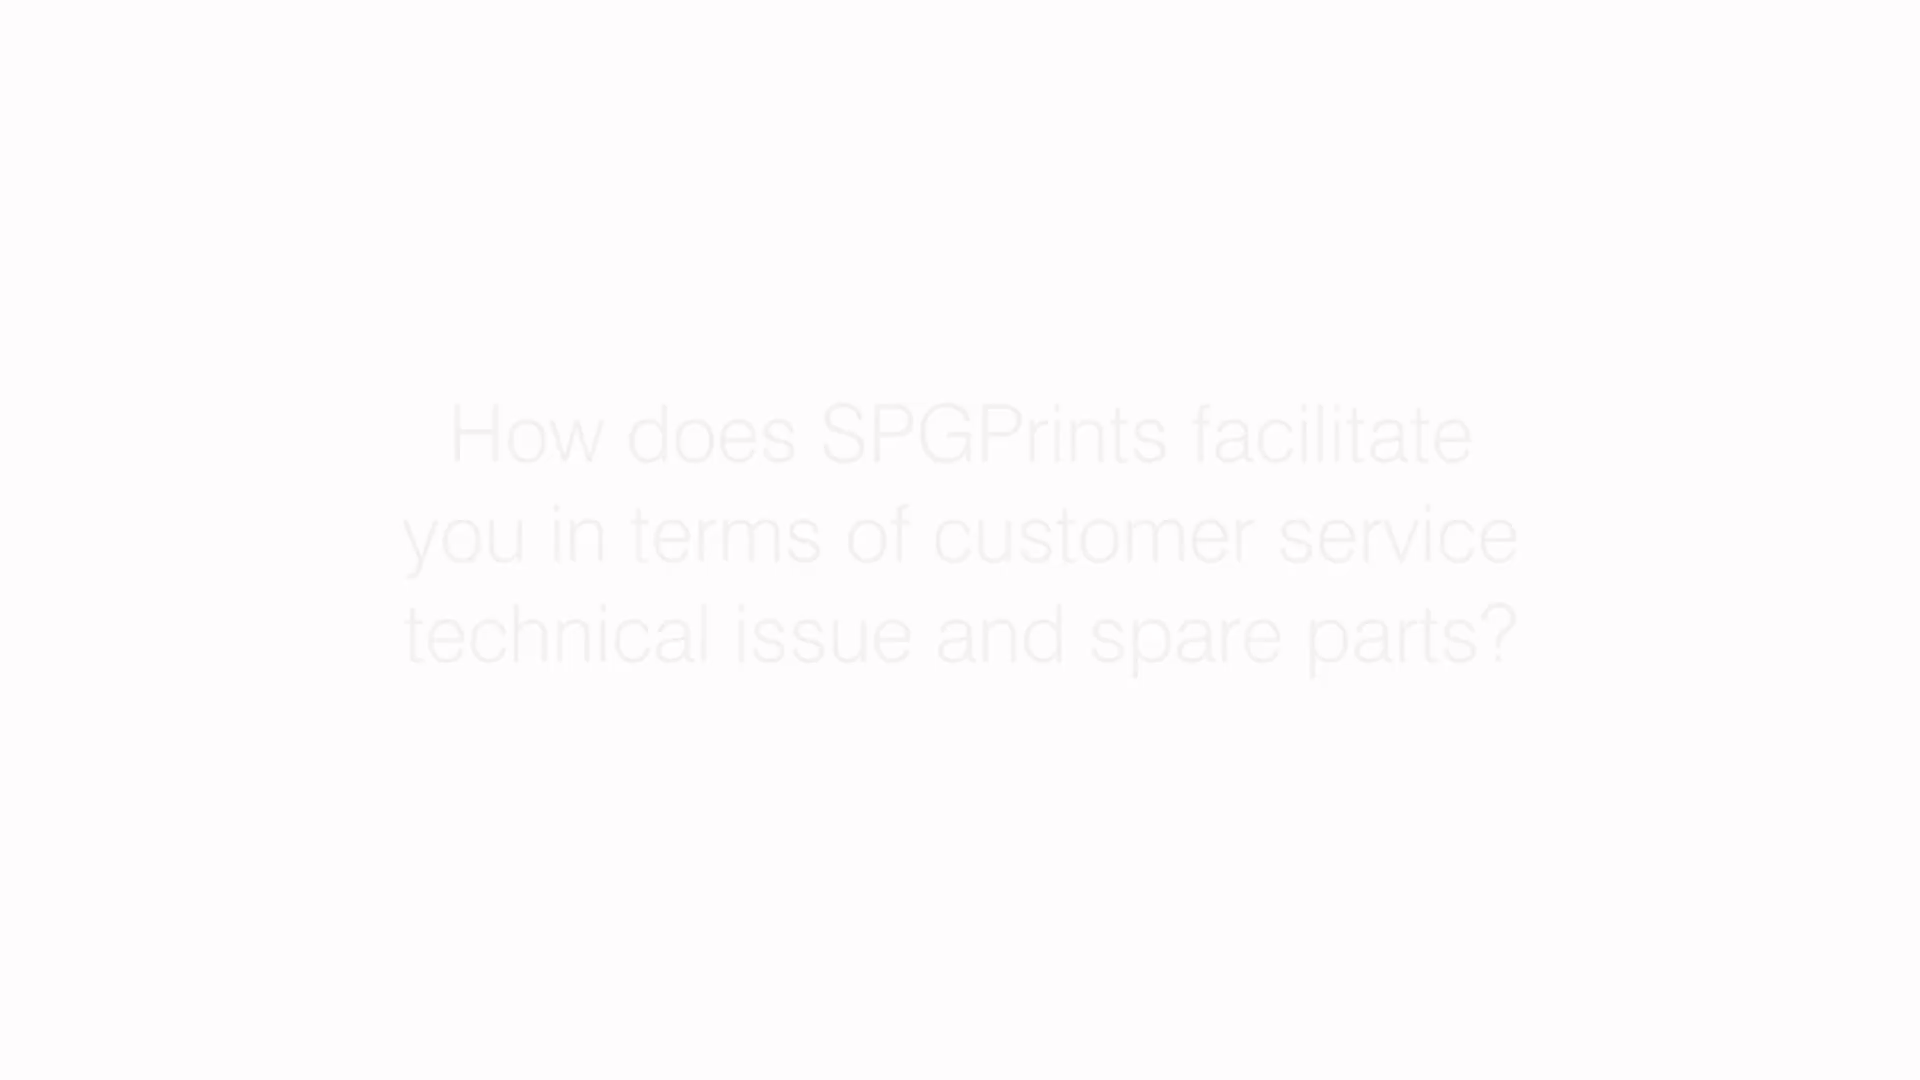 How does SPGPrints facilitate
you in terms of customer service
technical issue and spare parts?